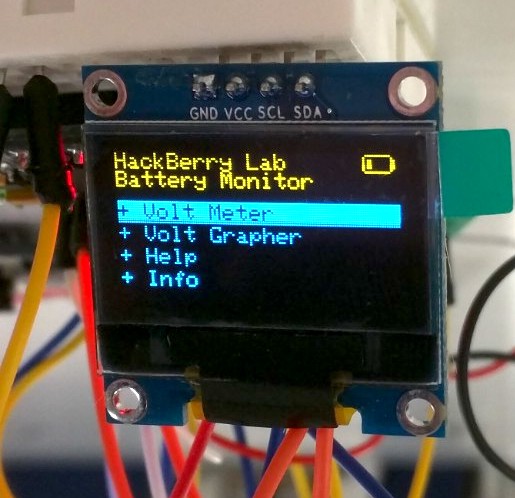 GND VCC SCL SDA
HackBerry Lab
Battery Monitor
+ Volt Meter
+ Volt Grapher
+ Help
+ Info